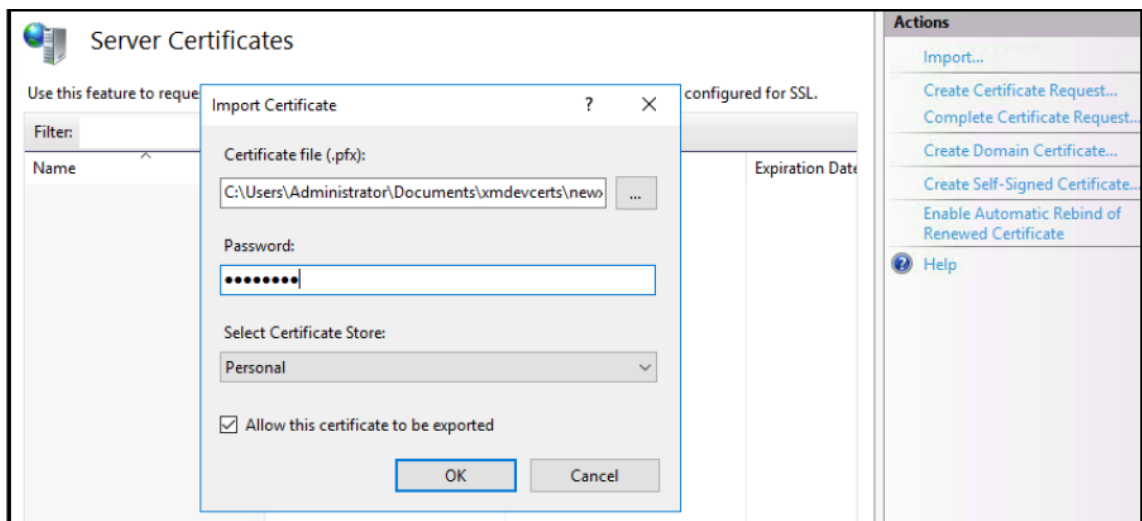 Server Certificates
Use this feature to reque
configured for SSL.
Filter:
Name
Expiration Date
Import Certificate
?
Certificate file (.pfx):
C:\Users\Administrator\Documents\xmdevcerts\new
...
Password:
••••••••
Select Certificate Store:
Personal
Allow this certificate to be exported
OK
Cancel
Actions
Import...
Create Certificate Request...
Complete Certificate Request...
Create Domain Certificate...
Create Self-Signed Certificate...
Enable Automatic Rebind of
Renewed Certificate
Help